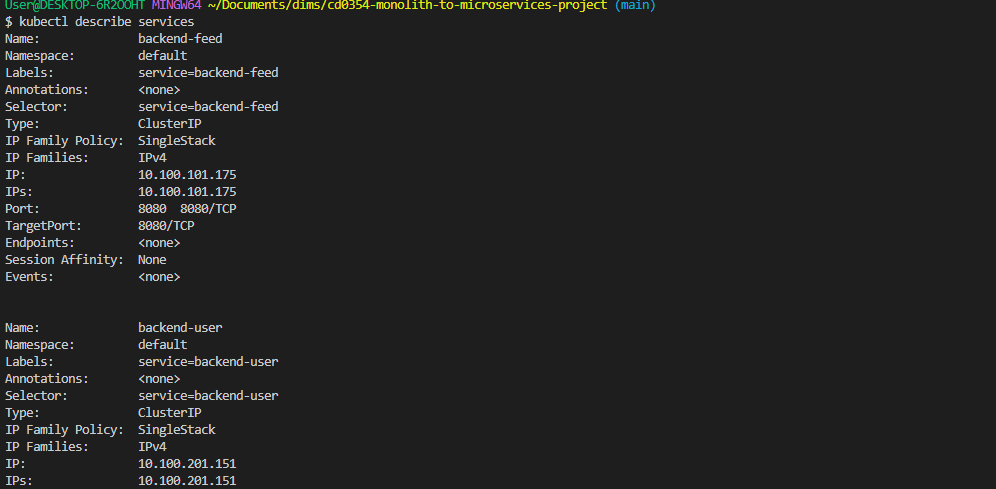 User@DESKTOP-6R2OOHT MINGW64 ~/Documents/dims/cd0354-monolith-to-microservices-project (main)
$ kubectl describe services
Name:              backend-feed
Namespace:         default
Labels:            service=backend-feed
Annotations:       <none>
Selector:          service=backend-feed
Type:              ClusterIP
IP Family Policy:  SingleStack
IP Families:       IPv4
IP:                10.100.101.175
IPs:               10.100.101.175
Port:              8080  8080/TCP
TargetPort:        8080/TCP
Endpoints:         <none>
Session Affinity:  None
Events:            <none>
Name:              backend-user
Namespace:         default
Labels:            service=backend-user
Annotations:       <none>
Selector:          service=backend-user
Type:              ClusterIP
IP Family Policy:  SingleStack
IP Families:       IPv4
IP:                10.100.201.151
IPs:               10.100.201.151